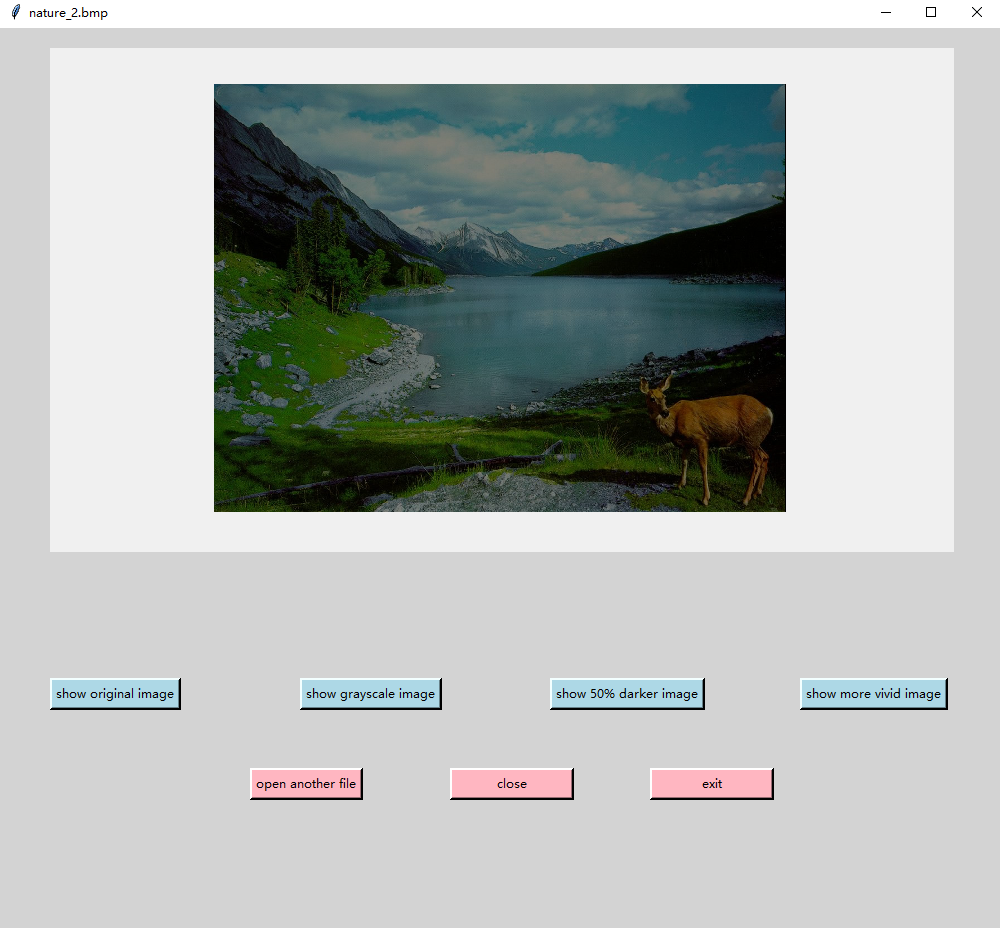 nature_2.bmp
show original image
show grayscale image
show 50% darker image
show more vivid image
open another file
close
exit